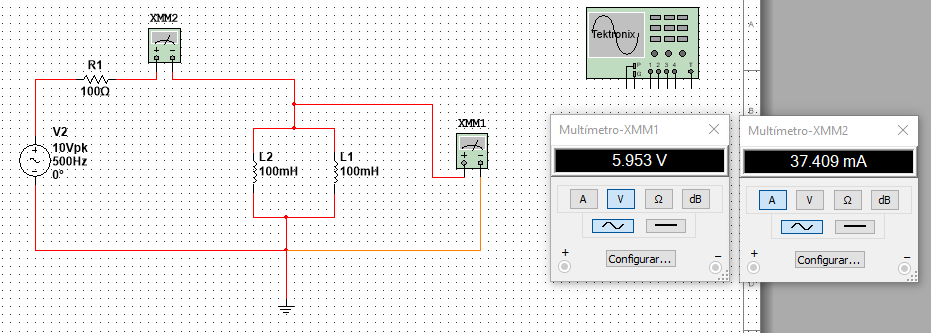 XMM2
+ -
R1
100Ω
V2
10Vpk
500Hz
0°
L2
100mH
L1
100mH
XMM1
+ -
Tektronix
P
G
1 2 3 4 T
A
B
D
Multímetro-XMM1
5.953 V
A V Ω dB
+ -
Configurar...
Multímetro-XMM2
37.409 mA
A V Ω dB
+ -
Configurar...